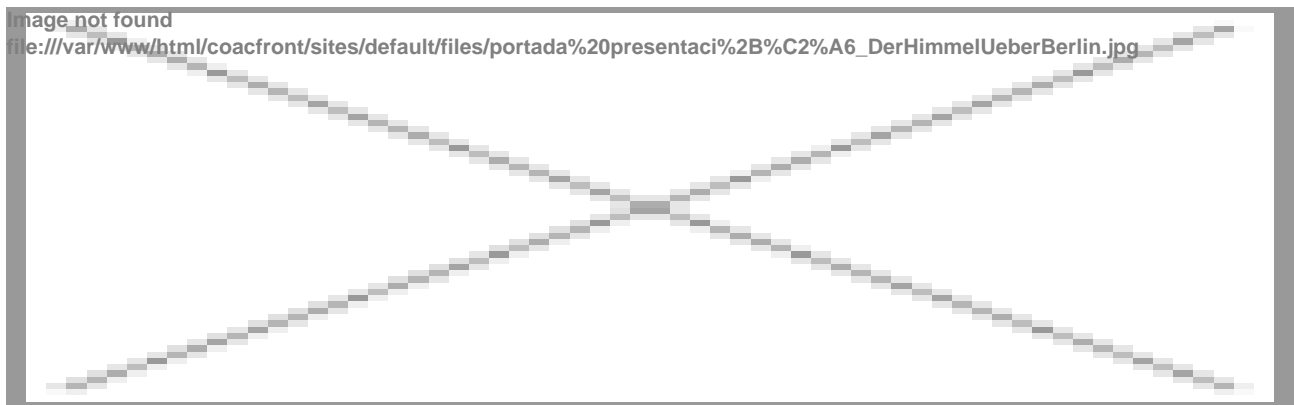 Image not found
file:///var/www/html/coacfront/sites/default/files/portada%20presentaci%2B%C2%A6_DerHimmelUeberBerlin.jpg